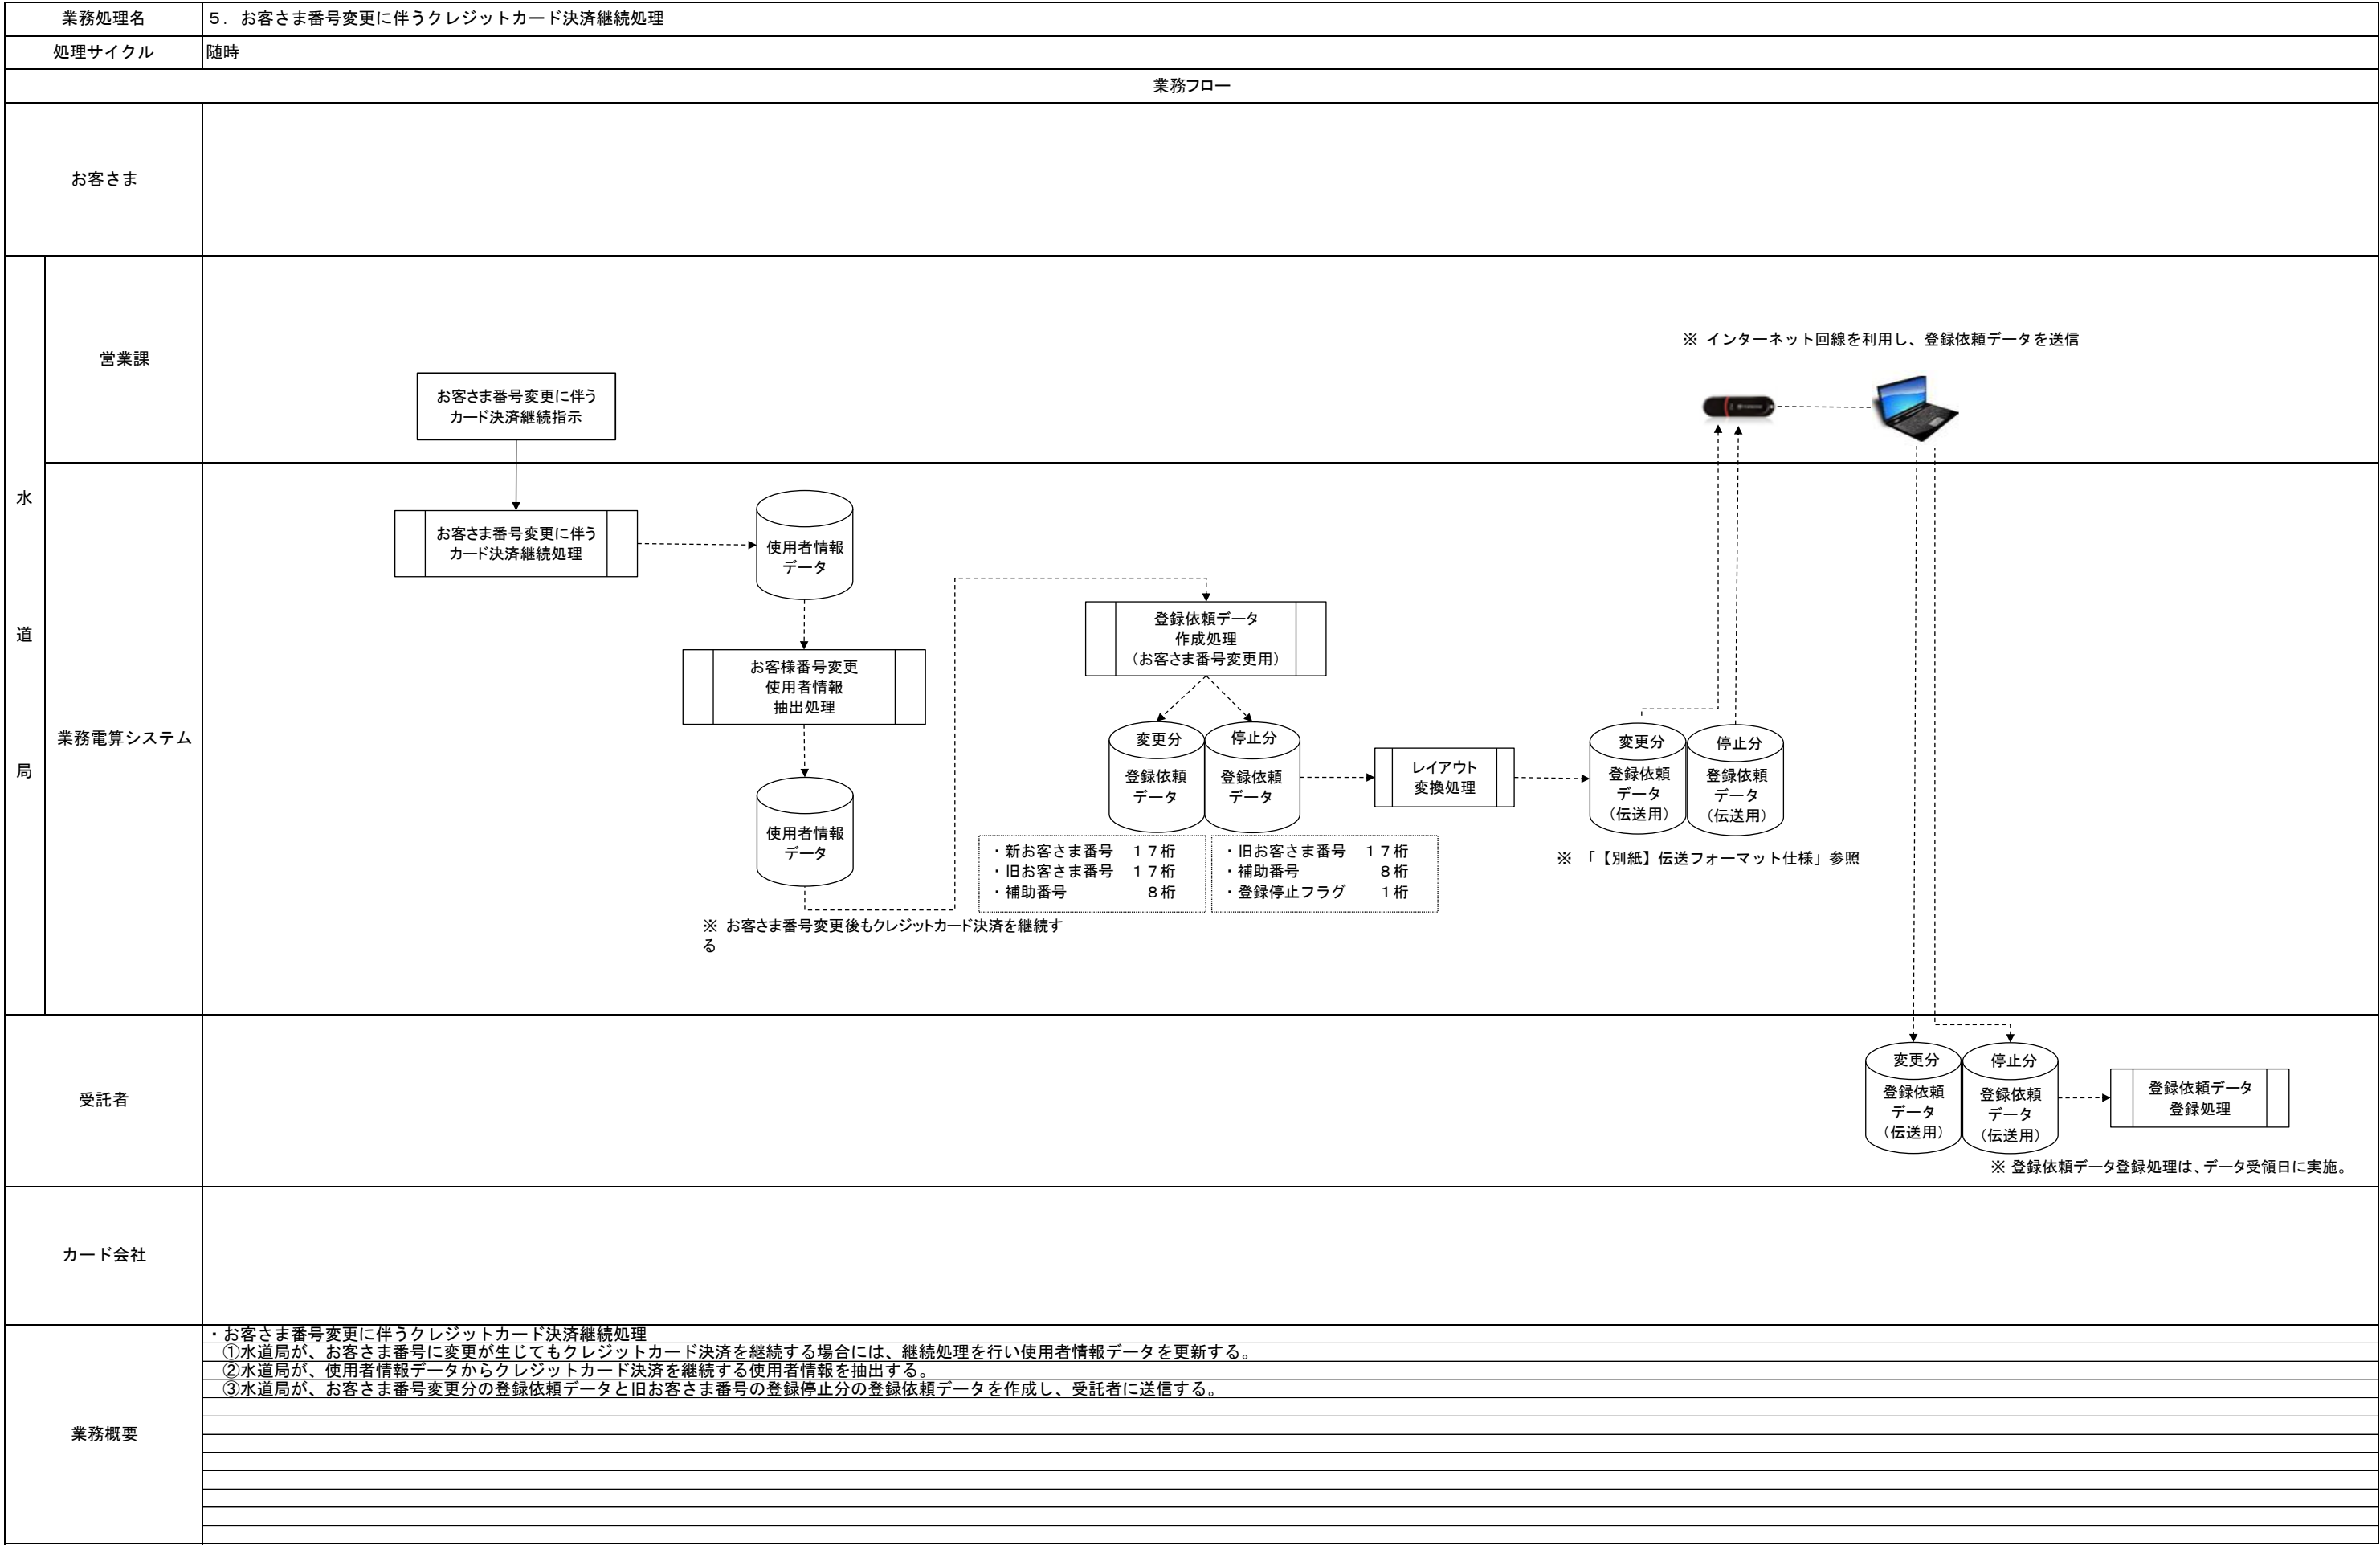 業務処理名
５．お客さま番号変更に伴うクレジットカード決済継続処理
処理サイクル
随時
業務フロー
お客さま
水
道
局
営業課
お客さま番号変更に伴う
カード決済継続指示
※ インターネット回線を利用し、登録依頼データを送信
業務電算システム
お客さま番号変更に伴う
カード決済継続処理
使用者情報
データ
お客様番号変更
使用者情報
抽出処理
使用者情報
データ
※ お客さま番号変更後もクレジットカード決済を継続す
る
登録依頼データ
作成処理
（お客さま番号変更用）
変更分
登録依頼
データ
停止分
登録依頼
データ
・新お客さま番号　１７桁
・旧お客さま番号　１７桁
・補助番号　　　　　８桁
・旧お客さま番号　１７桁
・補助番号　　　　　８桁
・登録停止フラグ　　１桁
レイアウト
変換処理
変更分
登録依頼
データ
（伝送用）
停止分
登録依頼
データ
（伝送用）
※ 「【別紙】伝送フォーマット仕様」参照
受託者
変更分
登録依頼
データ
（伝送用）
停止分
登録依頼
データ
（伝送用）
登録依頼データ
登録処理
※ 登録依頼データ登録処理は、データ受領日に実施。
カード会社
業務概要
・お客さま番号変更に伴うクレジットカード決済継続処理
①水道局が、お客さま番号に変更が生じてもクレジットカード決済を継続する場合には、継続処理を行い使用者情報データを更新する。
②水道局が、使用者情報データからクレジットカード決済を継続する使用者情報を抽出する。
③水道局が、お客さま番号変更分の登録依頼データと旧お客さま番号の登録停止分の登録依頼データを作成し、受託者に送信する。